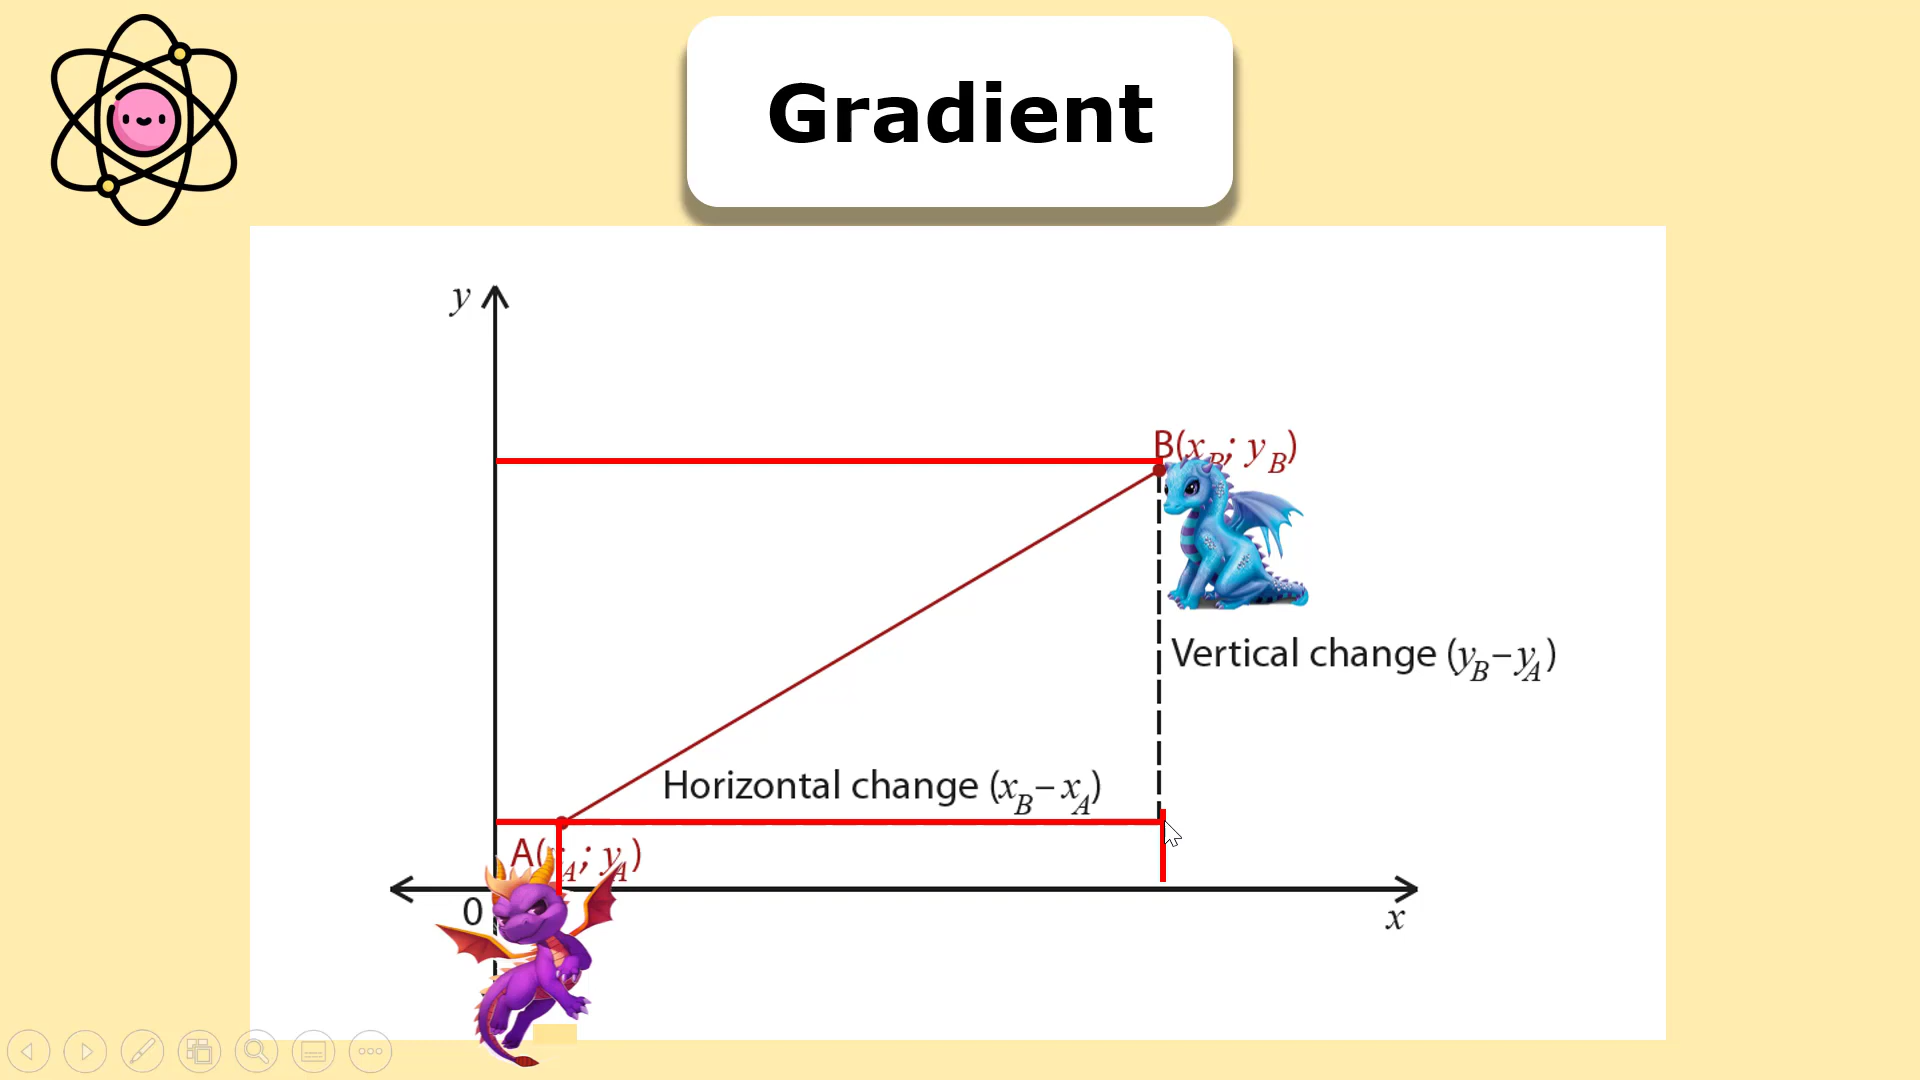 Gradient
y
B(x_B; y_B)
Vertical change (y_B – y_A)
Horizontal change (x_B – x_A)
A(x_A; y_A)
0
x